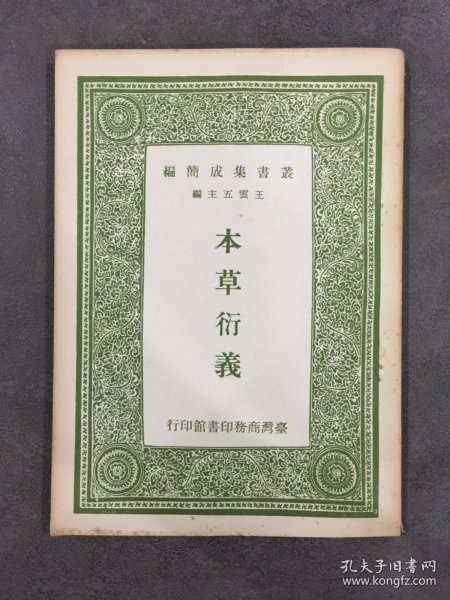 叢書集成簡編
王雲五主編
本草衍義
臺灣商務印書館印行
孔夫子旧书网
www.kongfz.com